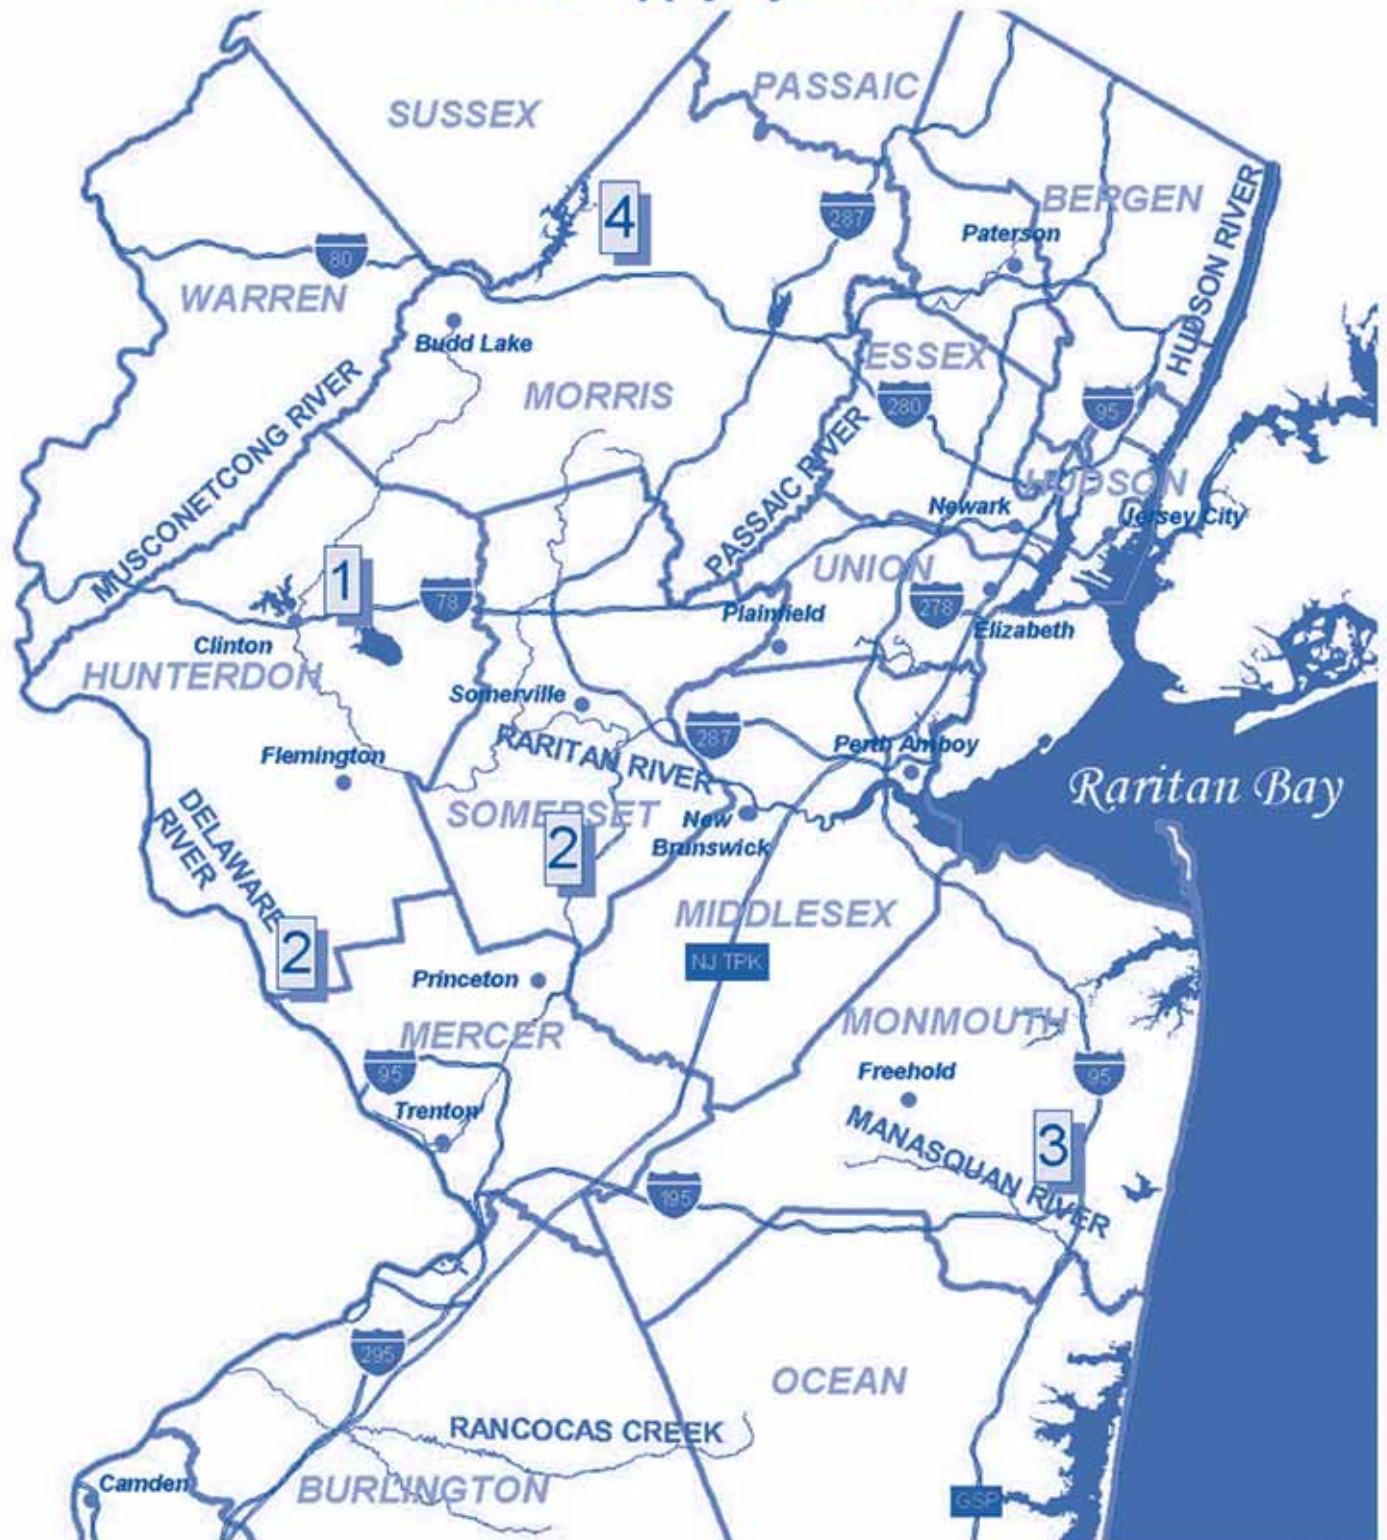 PASSAIC
SUSSEX
BERGEN
HUDSON RIVER
4
287
Paterson
80
WARREN
Budd Lake
ESSEX
MORRIS
280
95
MUSCONETCONG RIVER
PASSAIC RIVER
HUDSON
Newark
Jersey City
1
UNION
78
278
Plainfield
Elizabeth
Clinton
HUNTERDON
Somerville
287
RARITAN RIVER
Perth Amboy
Flemington
Raritan Bay
DELAWARE
RIVER
SOMERSET
New
Brunswick
2
MIDDLESEX
2
NJ TPK
Princeton
MERCER
MONMOUTH
95
Freehold
95
Trenton
MANASQUAN RIVER
3
195
295
OCEAN
RANCOCAS CREEK
Camden
BURLINGTON
GSP